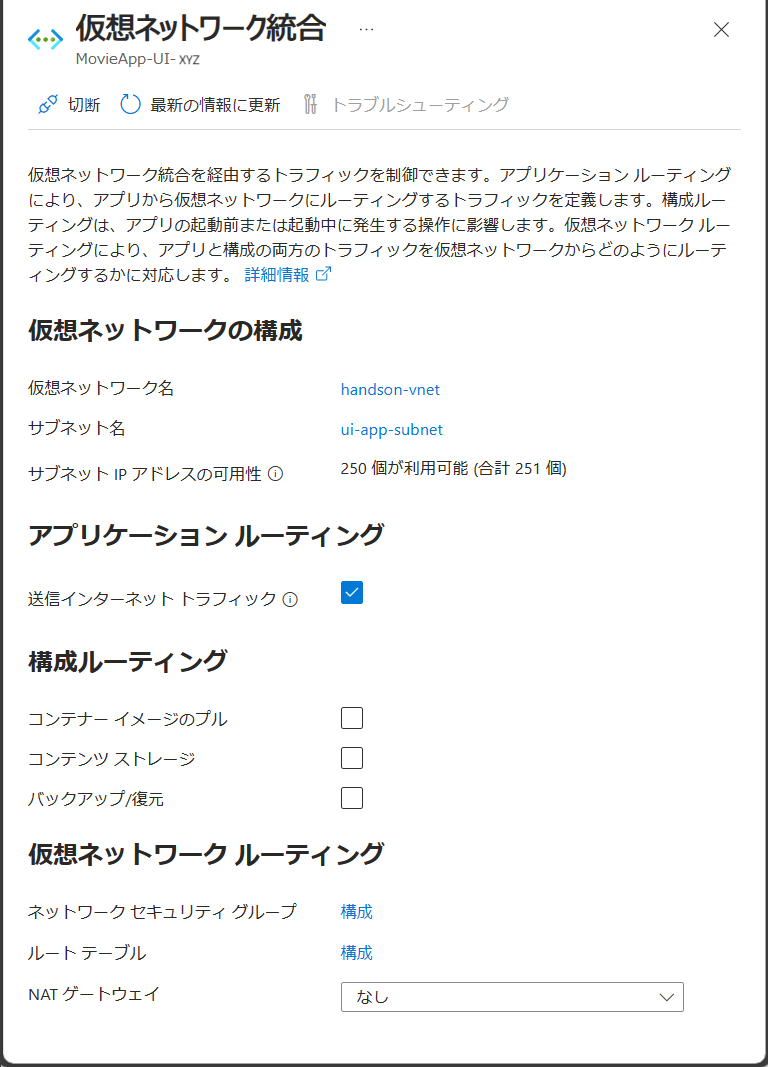 仮想ネットワーク統合
…
MovieApp-UI- XYZ
切断 最新の情報に更新 トラブルシューティング
仮想ネットワーク統合を経由するトラフィックを制御できます。アプリケーション ルーティング
により、アプリから仮想ネットワークにルーティングするトラフィックを定義します。構成ルー
ティングは、アプリの起動前または起動中に発生する操作に影響します。仮想ネットワーク ルー
ティングにより、アプリと構成の両方のトラフィックを仮想ネットワークからどのようにルーテ
ィングするかに対応します。 詳細情報
仮想ネットワークの構成
仮想ネットワーク名 handson-vnet
サブネット名 ui-app-subnet
サブネット IP アドレスの可用性 250 個が利用可能 (合計 251 個)
アプリケーション ルーティング
送信インターネット トラフィック
構成ルーティング
コンテナー イメージのプル
コンテンツ ストレージ
バックアップ/復元
仮想ネットワーク ルーティング
ネットワーク セキュリティ グループ 構成
ルート テーブル 構成
NAT ゲートウェイ なし